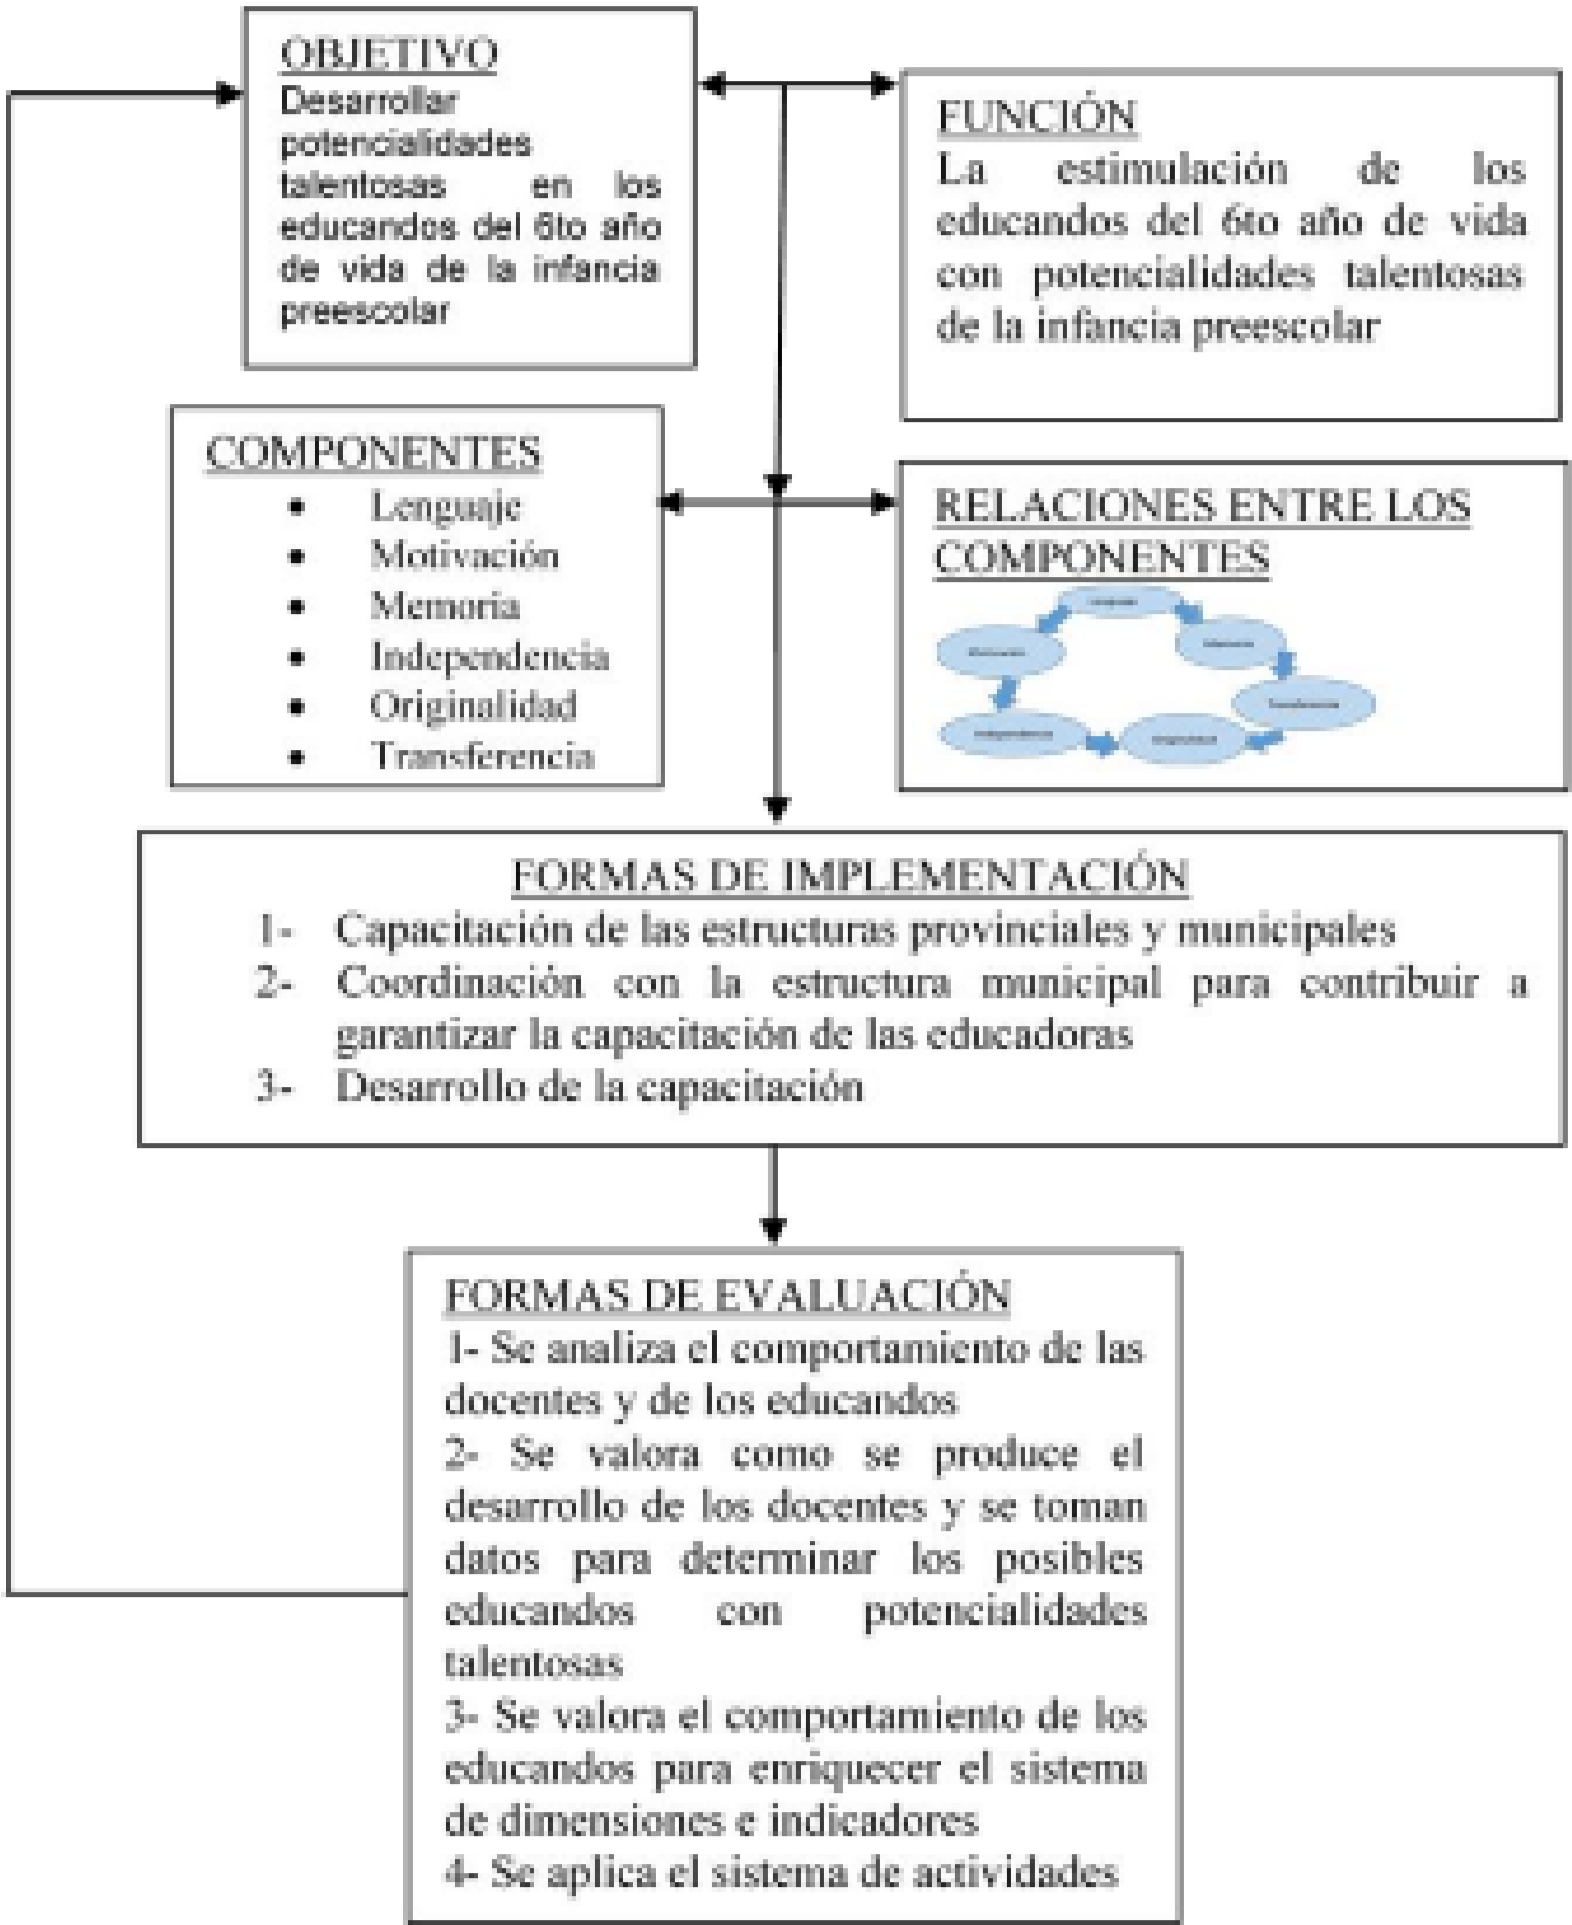 OBJETIVO
Desarrollar
potencialidades
talentosas en los
educandos del 6to año
de vida de la infancia
preescolar
FUNCIÓN
La estimulación de los
educandos del 6to año de vida
con potencialidades talentosas
de la infancia preescolar
COMPONENTES
• Lenguaje
• Motivación
• Memoria
• Independencia
• Originalidad
• Transferencia
RELACIONES ENTRE LOS
COMPONENTES
FORMAS DE IMPLEMENTACIÓN
1- Capacitación de las estructuras provinciales y municipales
2- Coordinación con la estructura municipal para contribuir a
garantizar la capacitación de las educadoras
3- Desarrollo de la capacitación
FORMAS DE EVALUACIÓN
1- Se analiza el comportamiento de las
docentes y de los educandos
2- Se valora como se produce el
desarrollo de los docentes y se toman
datos para determinar los posibles
educandos con potencialidades
talentosas
3- Se valora el comportamiento de los
educandos para enriquecer el sistema
de dimensiones e indicadores
4- Se aplica el sistema de actividades